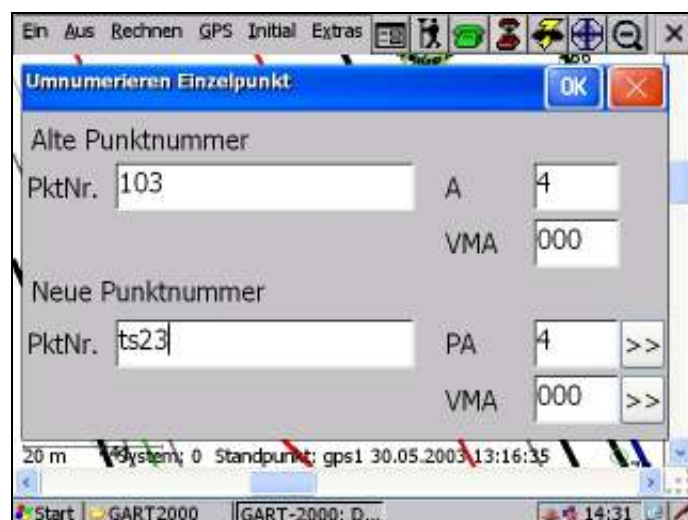 Ein Aus Rechnen GPS Initial Extras
Umnumerieren Einzelpunkt OK
Alte Punktnummer
PktNr. 103 A 4
VMA 000
Neue Punktnummer
PktNr. ts23 PA 4 >>
VMA 000 >>
20 m System: 0 Standpunkt: gps1 30.05.2003 13:16:35
Start GART2000 GART-2000: D... 14:31